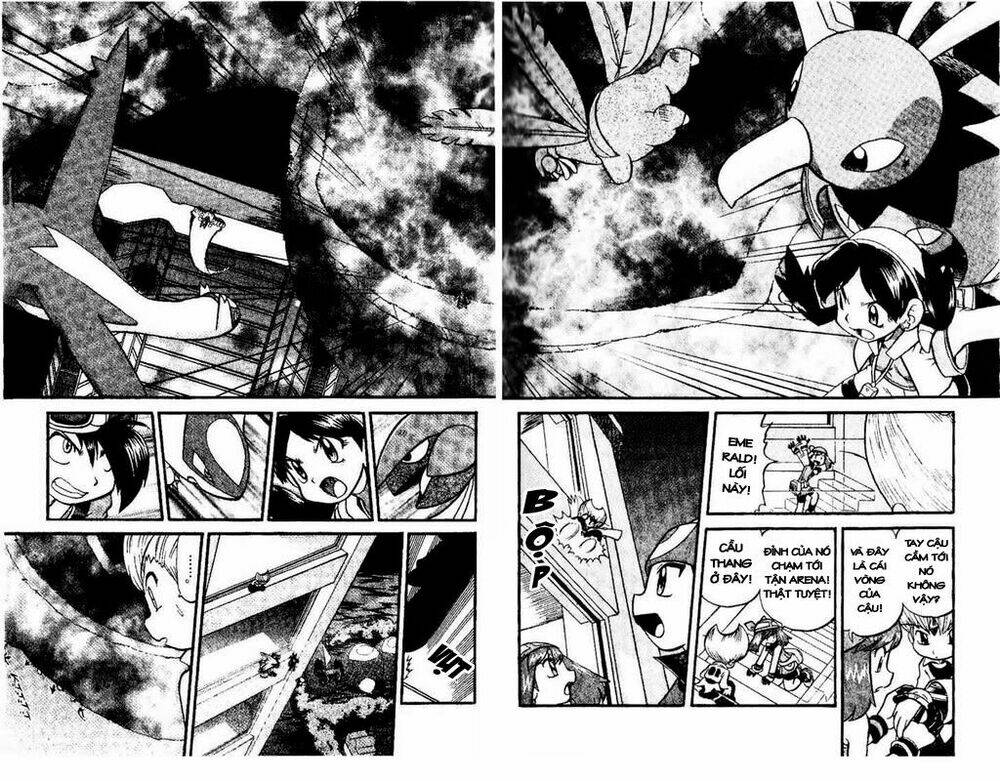 EME
RALD!
LỐI
NÀY!
TAY CẬU
CẦM TỚI
NÓ
KHÔNG
VẬY?
VÀ ĐÂY
LÀ CÁI
VÒNG
CỦA
CẬU!
ĐỈNH CỦA NÓ
CHẠM TỚI
TẬN ARENA!
THẬT TUYỆT!
CẦU
THANG
Ở ĐÂY!
BỘP
VỤT